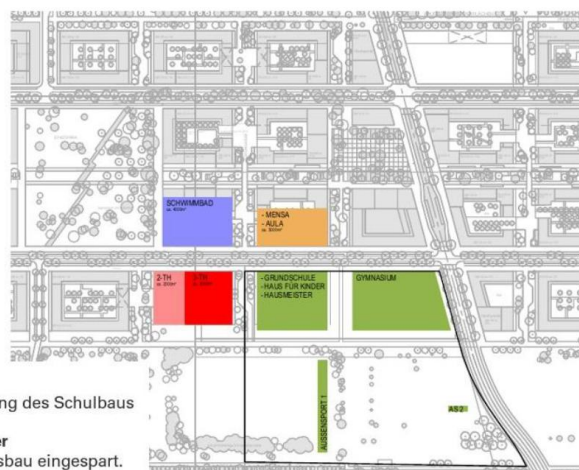 SCHWIMMBAD
- MENSA
- AULA
2-TH
3-TH
- GRUNDSCHULE
- HAUS FÜR KINDER
- HAUSMEISTER
GYMNASIUM
AUSSENSPORT 1
AS 2
ng des Schulbaus
er
sbau eingespart.